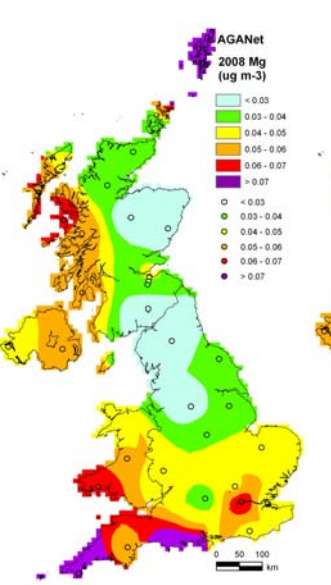 AGANet
2008 Mg
(ug m-3)
< 0.03
0.03 - 0.04
0.04 - 0.05
0.05 - 0.06
0.06 - 0.07
> 0.07
< 0.03
0.03 - 0.04
0.04 - 0.05
0.05 - 0.06
0.06 - 0.07
> 0.07
0 50 100
km